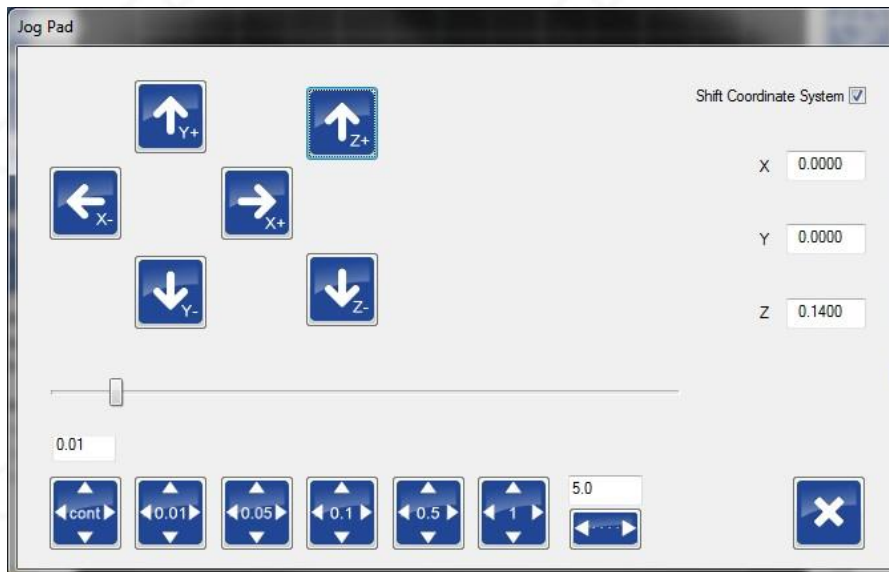 Jog Pad
Shift Coordinate System
Y+
Z+
X-
X+
X 0.0000
Y 0.0000
Y-
Z-
Z 0.1400
0.01
5.0
cont
0.01
0.05
0.1
0.5
1